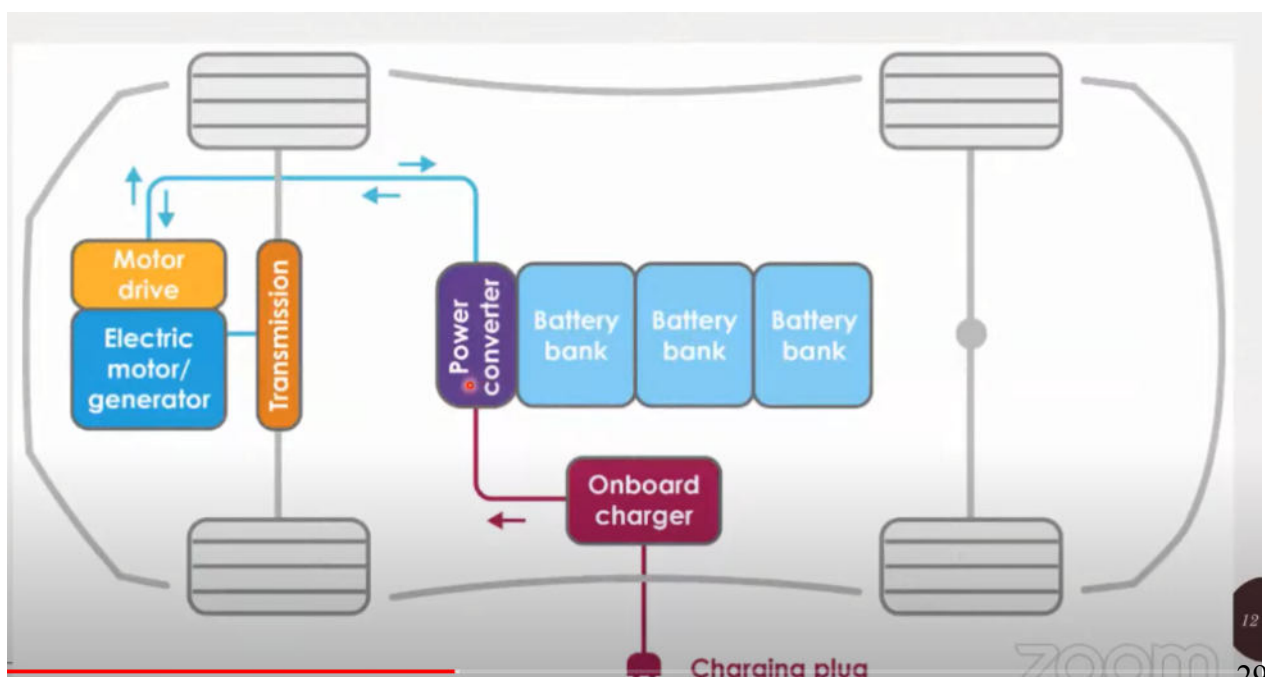 Motor
drive
Electric
motor/
generator
Transmission
Power
converter
Battery
bank
Battery
bank
Battery
bank
Onboard
charger
Charging plug
12
zoom
29